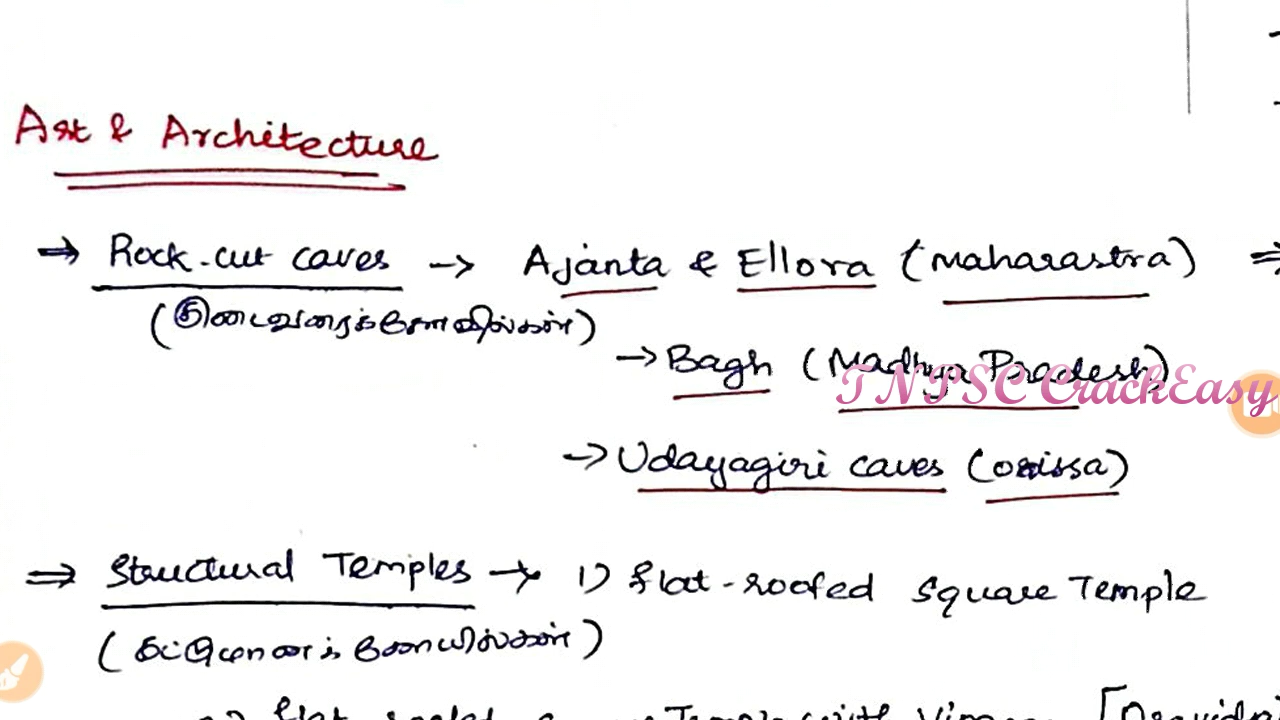 Art & Architecture
⇒ Rock-cut caves → Ajanta & Ellora (Maharastra) ⇒
(குடைவரைக் கோவில்கள்)
→ Bagh (Madhya Pradesh)
TNPSC CrackEasy
→ Udayagiri caves (orissa)
⇒ Structural Temples → 1) flat-roofed square Temple
(கட்டுமானக் கோயில்கள்)